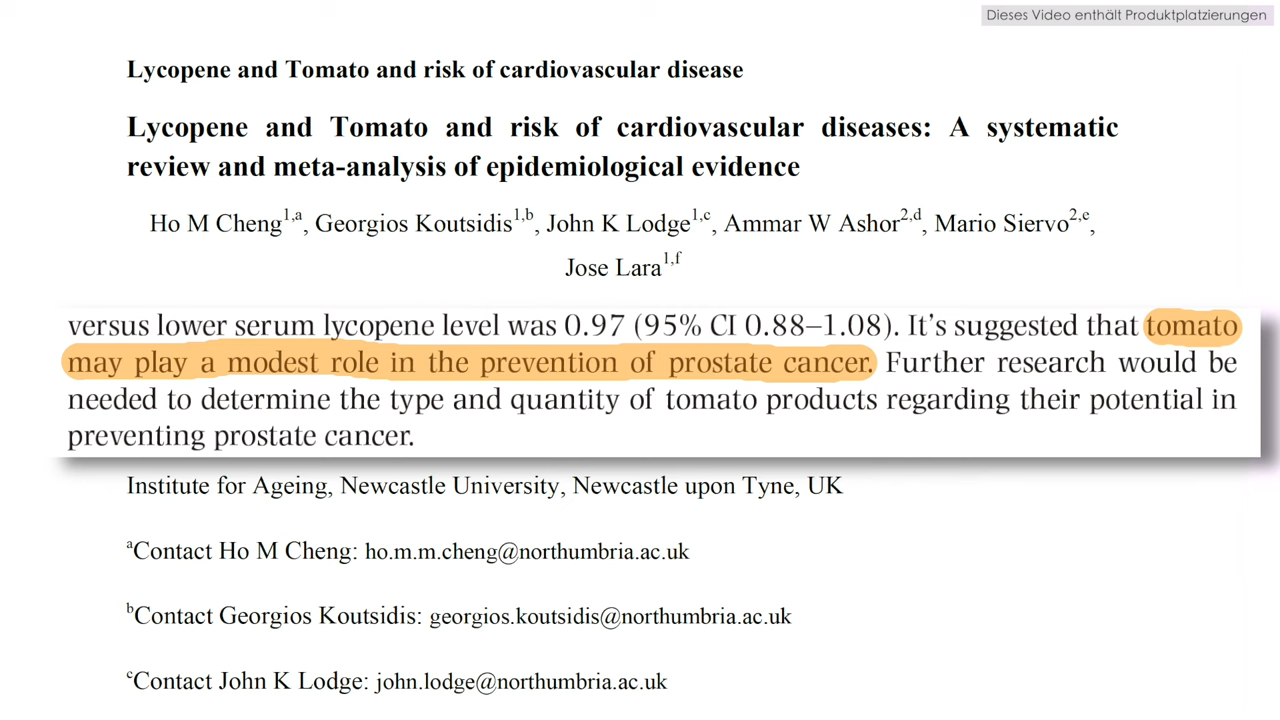 Dieses Video enthält Produktplatzierungen
Lycopene and Tomato and risk of cardiovascular disease
Lycopene and Tomato and risk of cardiovascular diseases: A systematic
review and meta-analysis of epidemiological evidence
Ho M Cheng1,a, Georgios Koutsidis1,b, John K Lodge1,c, Ammar W Ashor2,d, Mario Siervo2,e,
Jose Lara1,f
versus lower serum lycopene level was 0.97 (95% CI 0.88–1.08). It's suggested that tomato
may play a modest role in the prevention of prostate cancer. Further research would be
needed to determine the type and quantity of tomato products regarding their potential in
preventing prostate cancer.
Institute for Ageing, Newcastle University, Newcastle upon Tyne, UK
aContact Ho M Cheng: ho.m.m.cheng@northumbria.ac.uk
bContact Georgios Koutsidis: georgios.koutsidis@northumbria.ac.uk
cContact John K Lodge: john.lodge@northumbria.ac.uk